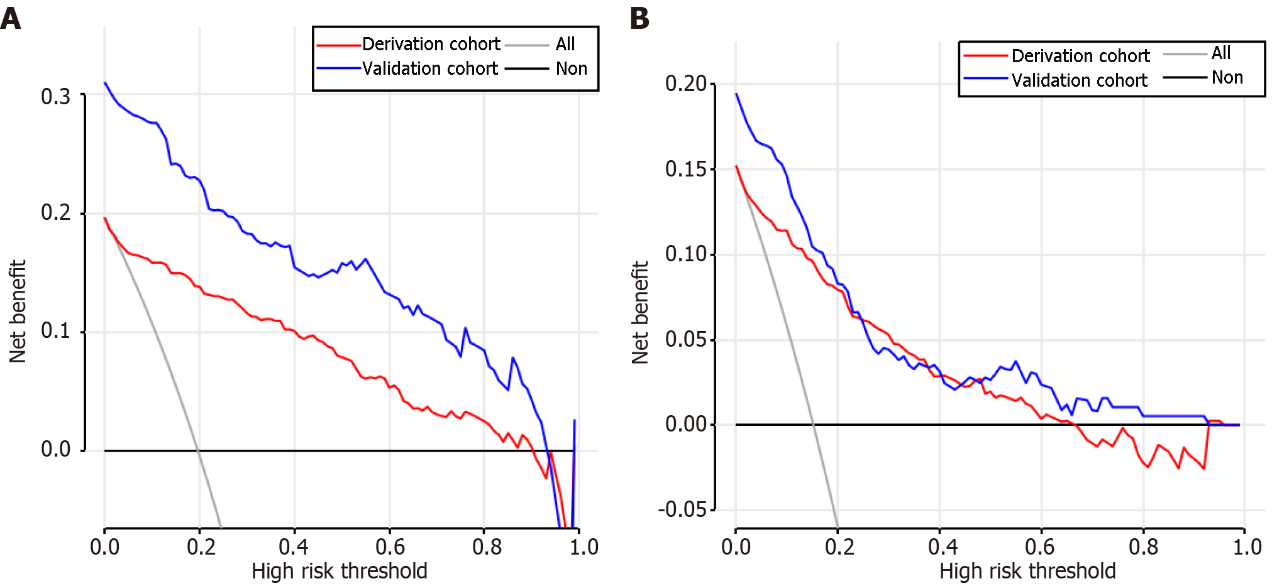 A
Derivation cohort All
Validation cohort Non
0.3
0.2
0.1
0.0
Net benefit
0.0 0.2 0.4 0.6 0.8 1.0
High risk threshold
B
Derivation cohort All
Validation cohort Non
0.20
0.15
0.10
0.05
0.00
-0.05
Net benefit
0.0 0.2 0.4 0.6 0.8 1.0
High risk threshold